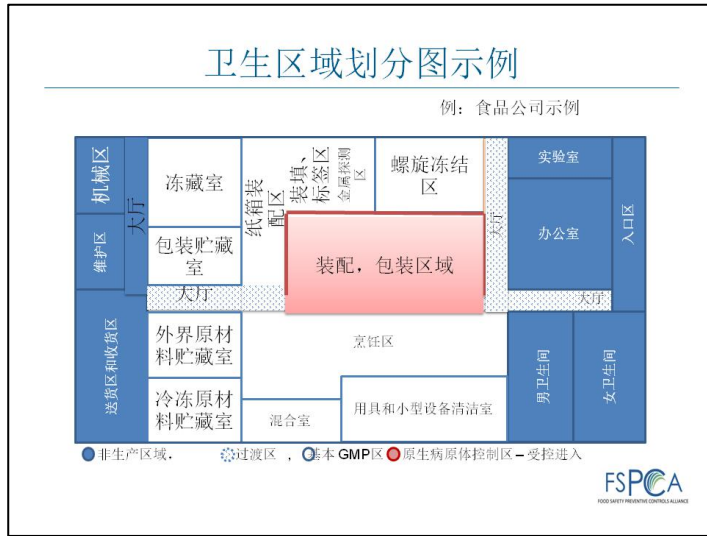 卫生区域划分图示例
例：食品公司示例
机械区
大厅
维护区
冻藏室
包装贮藏
室
大厅
纸箱装
配区
装填、
标签区
金属探测
区
螺旋冻结
区
装配，包装区域
大厅
实验室
办公室
入口区
大厅
送货区和收货区
外界原材
料贮藏室
冷冻原材
料贮藏室
烹饪区
混合室
用具和小型设备清洁室
男卫生间
女卫生间
非生产区域， 过渡区 ， 基本 GMP区 原生病原体控制区 – 受控进入
FSPCA
FOOD SAFETY PREVENTIVE CONTROLS ALLIANCE